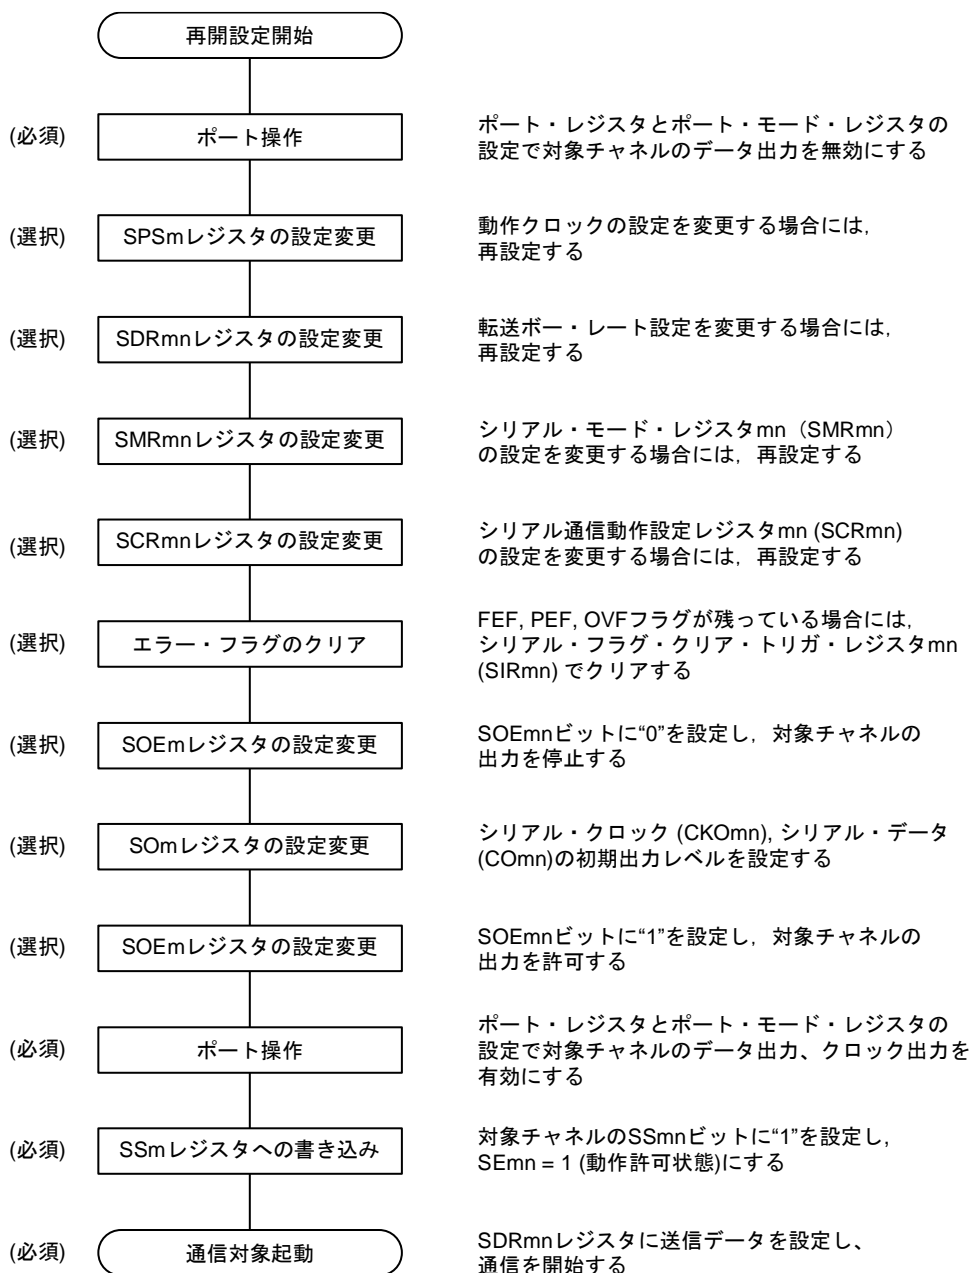 再開設定開始
(必須)
ポート操作
ポート・レジスタとポート・モード・レジスタの
設定で対象チャネルのデータ出力を無効にする
(選択)
SPSmレジスタの設定変更
動作クロックの設定を変更する場合には,
再設定する
(選択)
SDRmnレジスタの設定変更
転送ボー・レート設定を変更する場合には,
再設定する
(選択)
SMRmnレジスタの設定変更
シリアル・モード・レジスタmn（SMRmn）
の設定を変更する場合には, 再設定する
(選択)
SCRmnレジスタの設定変更
シリアル通信動作設定レジスタmn (SCRmn)
の設定を変更する場合には, 再設定する
(選択)
エラー・フラグのクリア
FEF, PEF, OVFフラグが残っている場合には,
シリアル・フラグ・クリア・トリガ・レジスタmn
(SIRmn) でクリアする
(選択)
SOEmレジスタの設定変更
SOEmnビットに“0”を設定し, 対象チャネルの
出力を停止する
(選択)
SOmレジスタの設定変更
シリアル・クロック (CKOmn), シリアル・データ
(COmn)の初期出力レベルを設定する
(選択)
SOEmレジスタの設定変更
SOEmnビットに“1”を設定し, 対象チャネルの
出力を許可する
(必須)
ポート操作
ポート・レジスタとポート・モード・レジスタの
設定で対象チャネルのデータ出力、クロック出力を
有効にする
(必須)
SSmレジスタへの書き込み
対象チャネルのSSmnビットに“1”を設定し,
SEmn = 1 (動作許可状態)にする
(必須)
通信対象起動
SDRmnレジスタに送信データを設定し、
通信を開始する